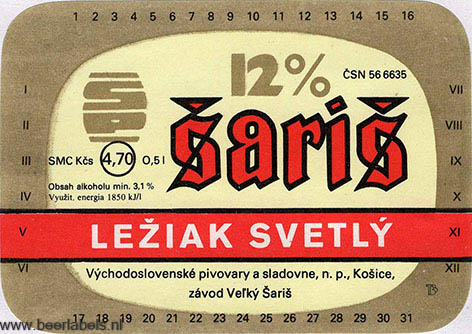 1 2 3 4 5 6 7 8 9 10 11 12 13 14 15 16
12%
ČSN 56 6635
I
II
III
IV
V
VI
VII
VIII
IX
X
XI
XII
SP
šariš
SMC Kčs 4,70 0,5 l
Obsah alkoholu min. 3,1 %
Využit. energia 1850 kJ/l
LEŽIAK SVETLÝ
Východoslovenské pivovary a sladovne, n. p., Košice,
závod Veľký Šariš
www.beerlabels.nl
17 18 19 20 21 22 23 24 25 26 27 28 29 30 31